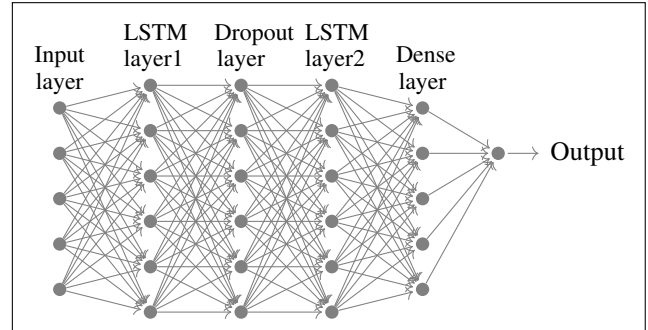 Input
layer
LSTM
layer1
Dropout
layer
LSTM
layer2
Dense
layer
Output